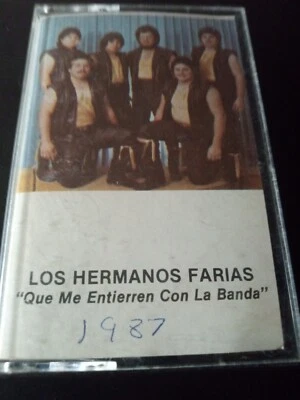 LOS HERMANOS FARIAS
"Que Me Entierren Con La Banda"
1987